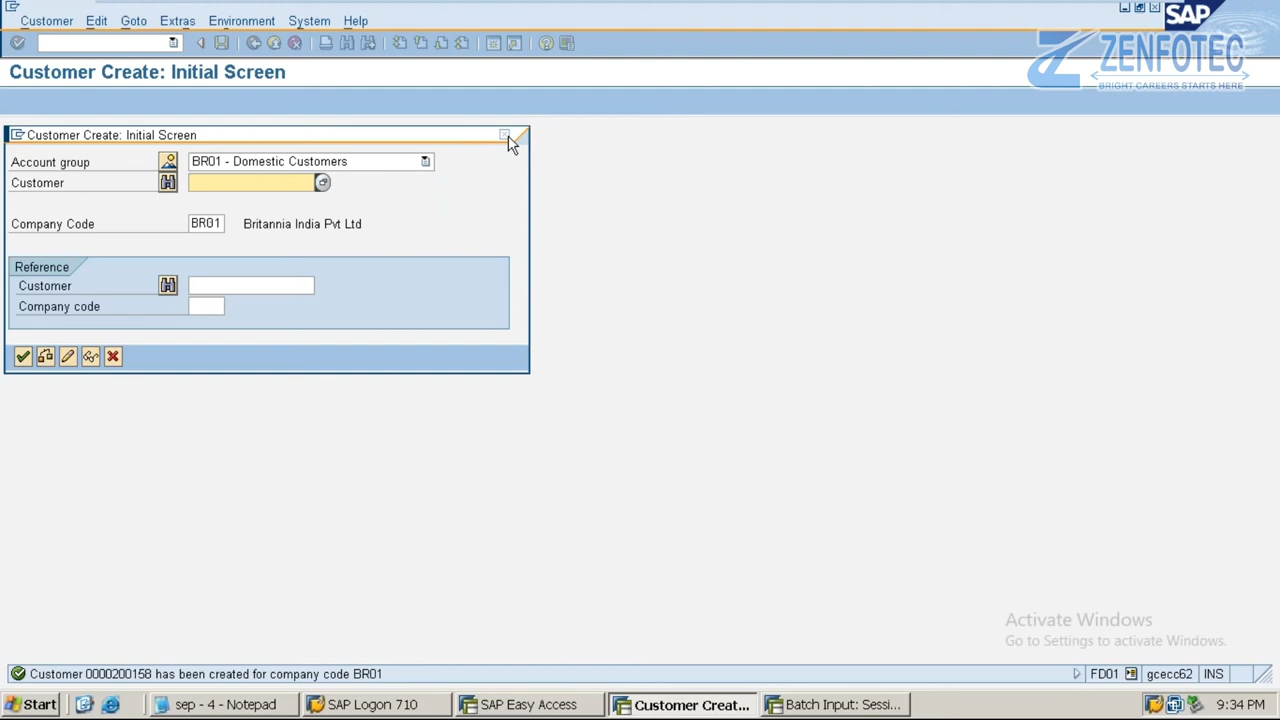 Customer Edit Goto Extras Environment System Help
SAP
ZENFOTEC
BRIGHT CAREERS STARTS HERE
Customer Create: Initial Screen
Customer Create: Initial Screen
Account group BR01 - Domestic Customers
Customer
Company Code BR01 Britannia India Pvt Ltd
Reference
Customer
Company code
Activate Windows
Go to Settings to activate Windows.
Customer 0000200158 has been created for company code BR01 FD01 gcecc62 INS
Start sep - 4 - Notepad SAP Logon 710 SAP Easy Access Customer Creat... Batch Input: Sessi... 9:34 PM